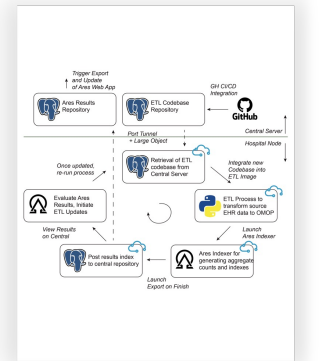 Trigger Export
and Update
of Ares Web App
GH CI/CD
Integration
Ares Results
Repository
ETL Codebase
Repository
GitHub
Port Tunnel
+ Large Object
Central Server
Hospital Node
Retrieval of ETL
codebase from
Central Server
Once updated,
re-run process
Integrate new
Codebase into
ETL Image
Evaluate Ares
Results, Initiate
ETL Updates
ETL Process to
transform source
EHR data to OMOP
View Results
on Central
Launch
Ares Indexer
Post results index
to central repository
Ares Indexer for
generating aggregate
counts and indexes
Launch
Export on Finish